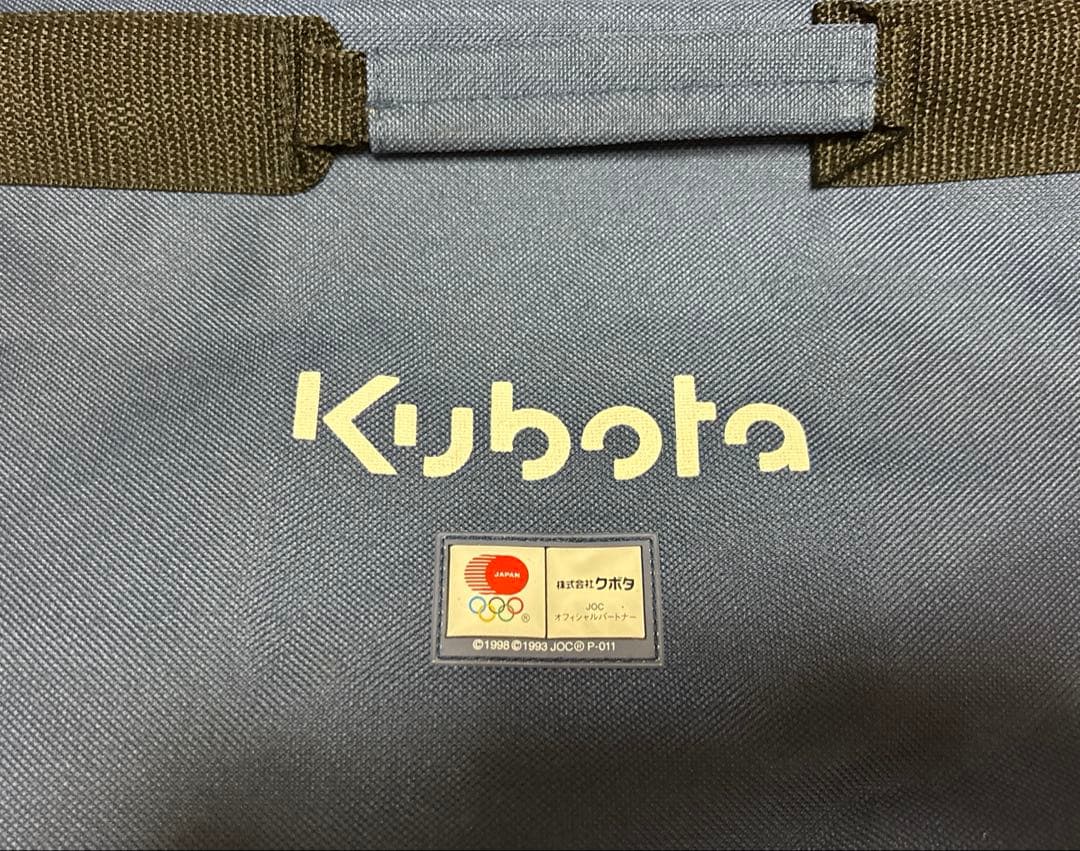 Kubota
JAPAN
®
株式会社クボタ
JOC
オフィシャルパートナー
©1998©1993 JOC® P-011